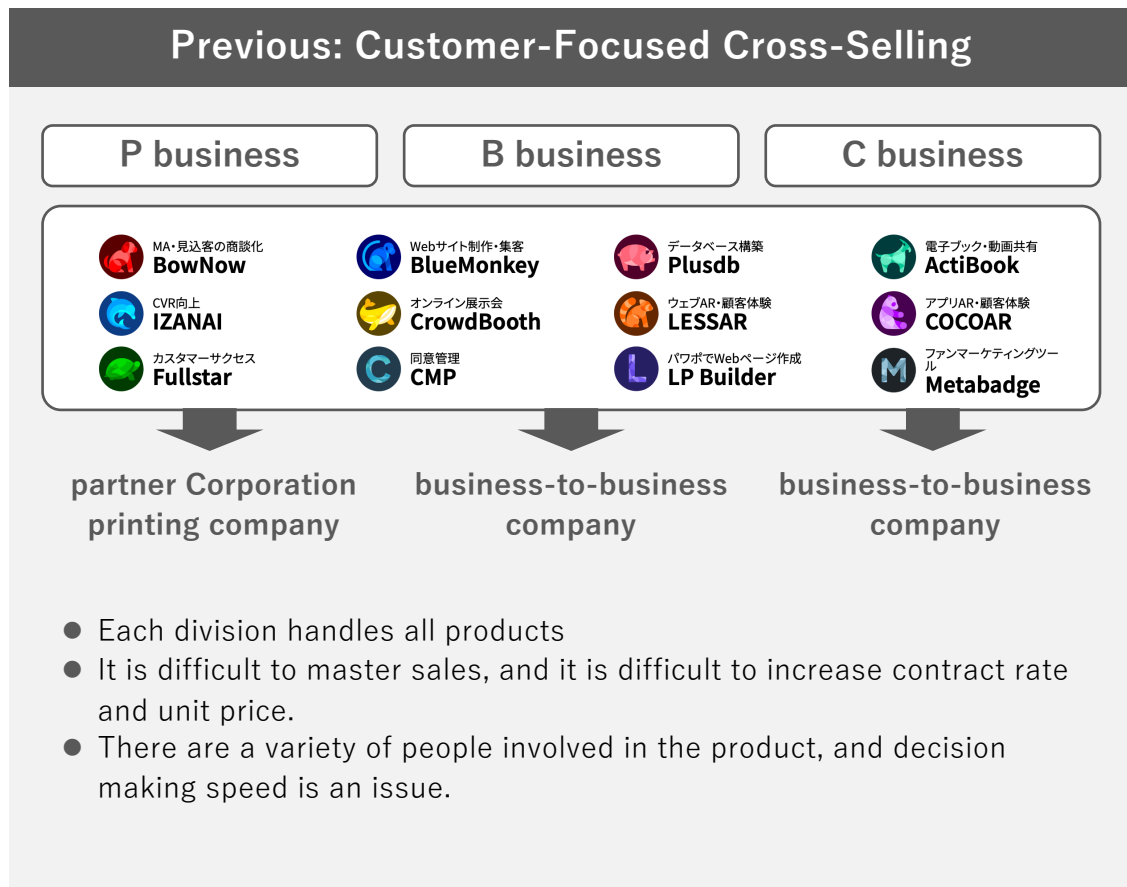 Previous: Customer-Focused Cross-Selling
P business
B business
C business
MA・見込客の商談化
BowNow
Webサイト制作・集客
BlueMonkey
データベース構築
Plusdb
電子ブック・動画共有
ActiBook
CVR向上
IZANAI
オンライン展示会
CrowdBooth
ウェブAR・顧客体験
LESSAR
アプリAR・顧客体験
COCOAR
カスタマーサクセス
Fullstar
C
同意管理
CMP
L
パワポでWebページ作成
LP Builder
M
ファンマーケティングツー
ル
Metabadge
partner Corporation
printing company
business-to-business
company
business-to-business
company
● Each division handles all products
● It is difficult to master sales, and it is difficult to increase contract rate
and unit price.
● There are a variety of people involved in the product, and decision
making speed is an issue.